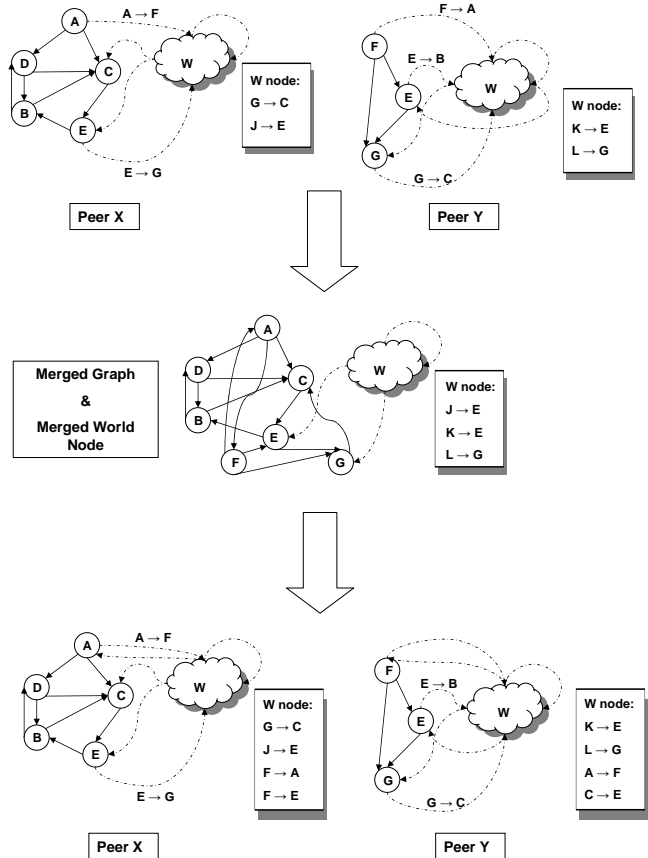 A
A → F
D
C
W
B
E
E → G
W node:
G → C
J → E
Peer X
F → A
F
E → B
E
W
G
G → C
W node:
K → E
L → G
Peer Y
Merged Graph
&
Merged World
Node
A
D
C
W
B
E
F
G
W node:
J → E
K → E
L → G
A
A → F
D
C
W
B
E
E → G
W node:
G → C
J → E
F → A
F → E
Peer X
F
E → B
E
W
G
G → C
W node:
K → E
L → G
A → F
C → E
Peer Y